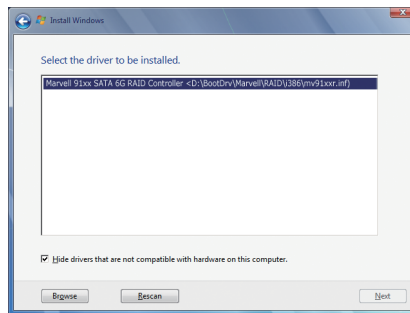 Install Windows
Select the driver to be installed.
Marvell 91xx SATA 6G RAID Controller <D:\BootDrv\Marvell\RAID\i386\mv91xxr.inf)
Hide drivers that are not compatible with hardware on this computer.
Browse Rescan Next